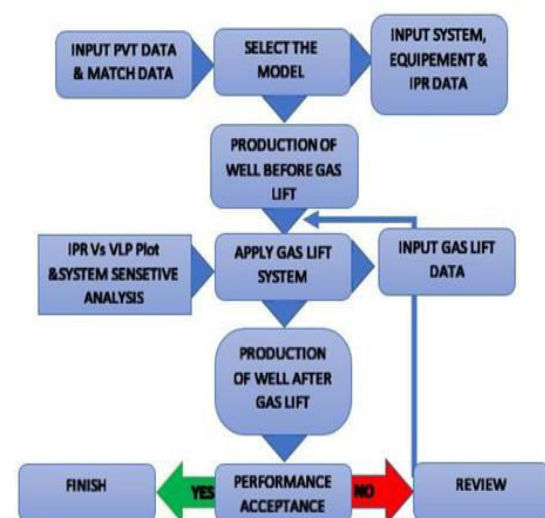 INPUT PVT DATA
& MATCH DATA
SELECT THE
MODEL
INPUT SYSTEM,
EQUIPEMENT &
IPR DATA
PRODUCTION OF
WELL BEFORE GAS
LIFT
IPR Vs VLP Plot
&SYSTEM SENSETIVE
ANALYSIS
APPLY GAS LIFT
SYSTEM
INPUT GAS LIFT
DATA
PRODUCTION
OF WELL AFTER
GAS LIFT
FINISH
YES
PERFORMANCE
ACCEPTANCE
NO
REVIEW